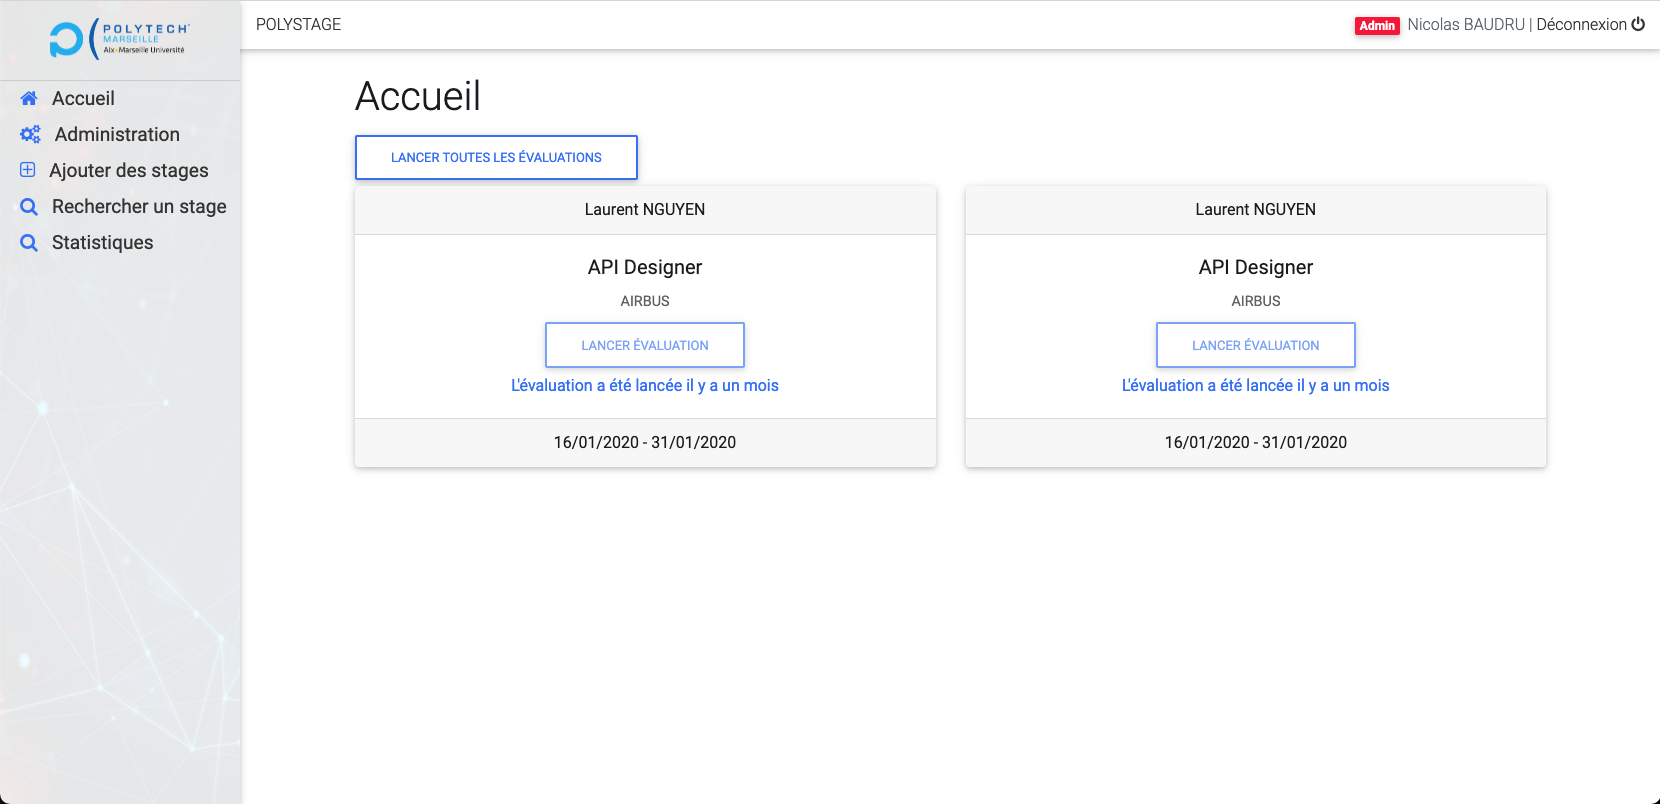 POLYTECH
MARSEILLE
Aix*Marseille Université
POLYSTAGE
Admin Nicolas BAUDRU | Déconnexion
Accueil
Administration
Ajouter des stages
Rechercher un stage
Statistiques
Accueil
LANCER TOUTES LES ÉVALUATIONS
Laurent NGUYEN
API Designer
AIRBUS
LANCER ÉVALUATION
L'évaluation a été lancée il y a un mois
16/01/2020 - 31/01/2020
Laurent NGUYEN
API Designer
AIRBUS
LANCER ÉVALUATION
L'évaluation a été lancée il y a un mois
16/01/2020 - 31/01/2020